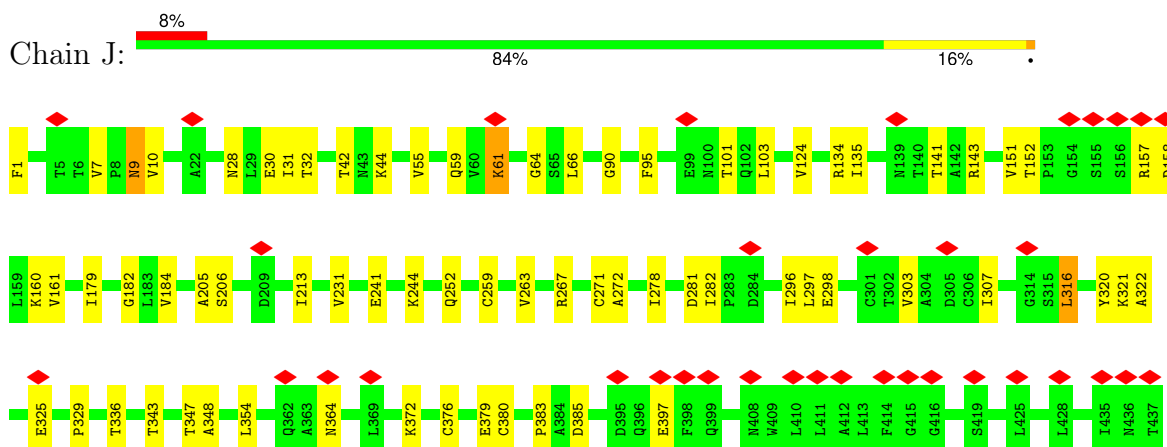 8%
Chain J:
84% 16% •
F1 T5 T6 V7 P8 N9 V10 A22 N28 L29 E30 I31 T32 T42 N43 K44 V55 Q59 V60 K61 G64 S65 L66 G90 F95 E99 N100 T101 Q102 L103 V124 R134 I135 N139 T140 T141 A142 R143 V151 T152 P153 G154 S155 S156 R157
L159 K160 V161 I179 G182 L183 V184 A205 S206 D209 I213 V231 E241 K244 Q252 C259 V263 R267 C271 A272 I278 D281 I282 P283 D284 I296 L297 E298 C301 T302 V303 A304 D305 C306 I307 G314 S315 L316 Y320 K321 A322
E325 P329 T336 T343 T347 A348 L354 Q362 A363 N364 L369 K372 C376 E379 C380 P383 A384 D385 D395 Q396 E397 F398 Q399 N408 W409 L410 L411 A412 L413 F414 G415 G416 S419 L425 L428 I435 N436 T437